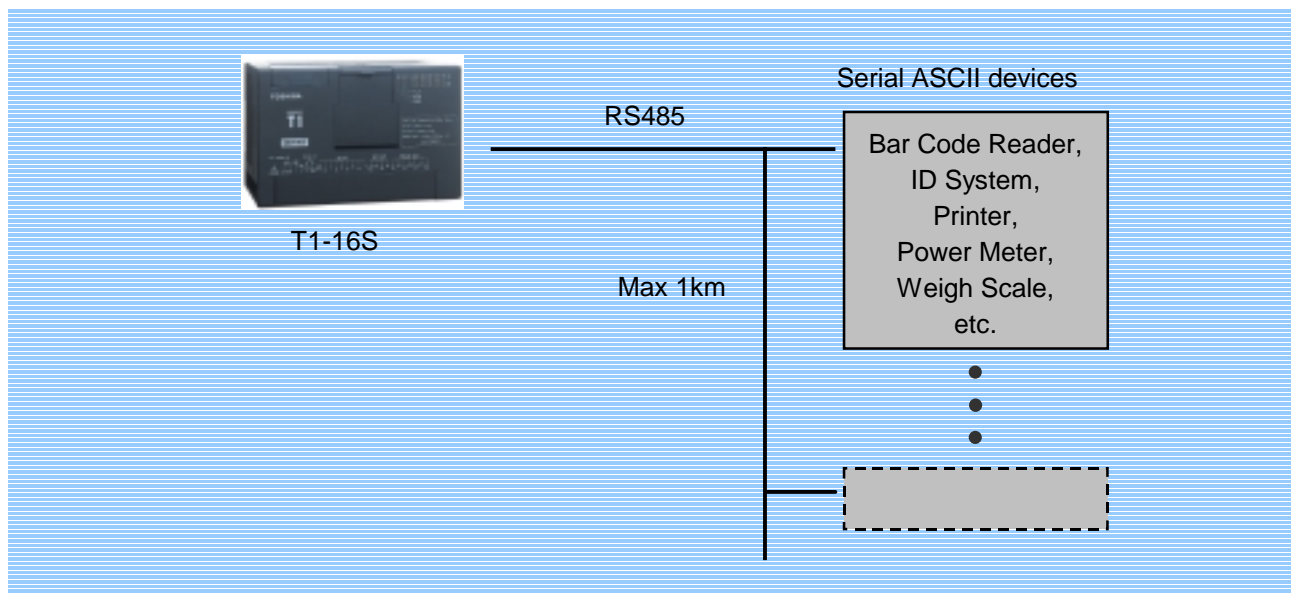 Serial ASCII devices
RS485
Bar Code Reader,
ID System,
Printer,
Power Meter,
Weigh Scale,
etc.
TOSHIBA
T1
T1-16S
Max 1km